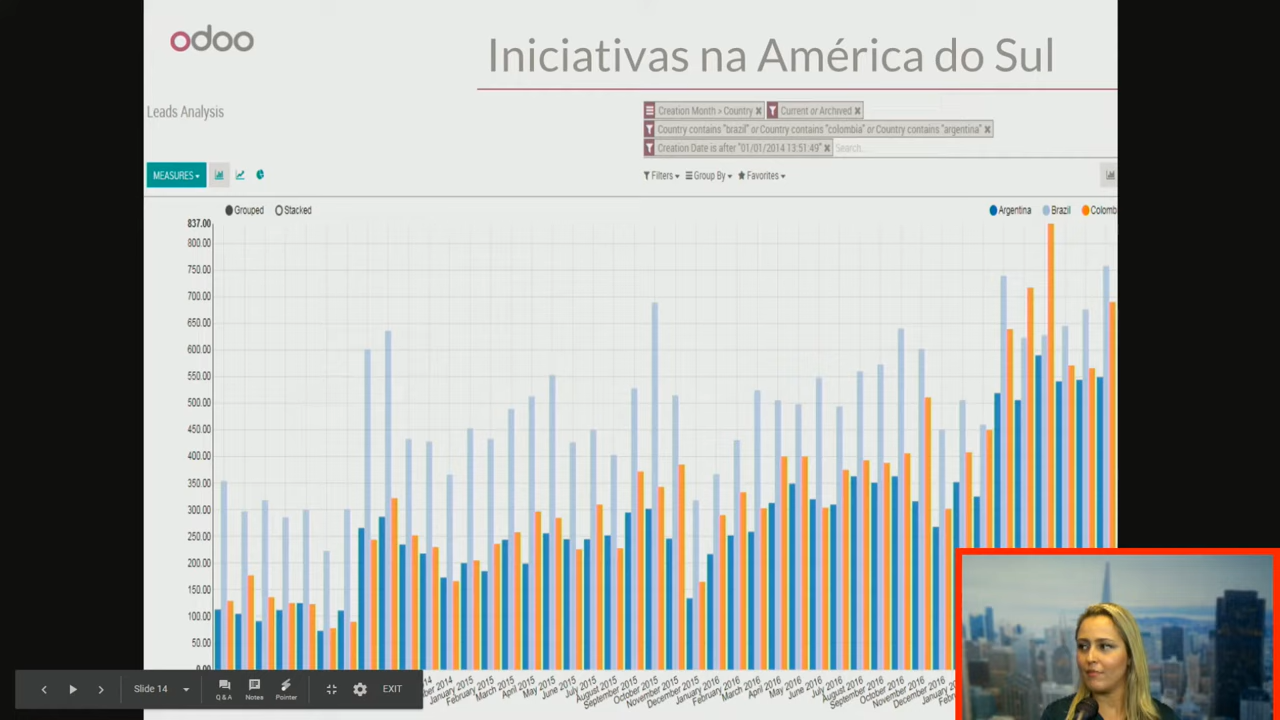 odoo
Iniciativas na América do Sul
Leads Analysis
Creation Month > Country × Current or Archived ×
Country contains "brazil" or Country contains "colombia" or Country contains "argentina" ×
Creation Date is after "01/01/2014 13:51:49" × Search...
MEASURES
Filters Group By Favorites
Grouped Stacked
Argentina Brazil Colomb
837.00
800.00
750.00
700.00
650.00
600.00
550.00
500.00
450.00
400.00
350.00
300.00
250.00
200.00
150.00
100.00
50.00
0.00
January 2015
February 2015
March 2015
April 2015
May 2015
June 2015
July 2015
August 2015
September 2015
October 2015
November 2015
December 2015
January 2016
February 2016
March 2016
April 2016
May 2016
June 2016
July 2016
August 2016
September 2016
October 2016
November 2016
December 2016
Slide 14
Q&A
Notes
Pointer
EXIT